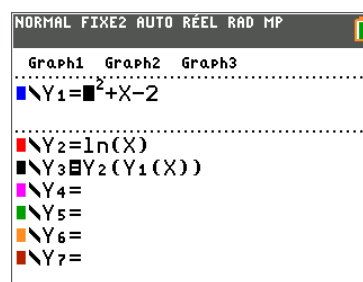 NORMAL FIXE2 AUTO RÉEL RAD MP
Graph1 Graph2 Graph3
\Y₁=■²+X-2
\Y₂=ln(X)
\Y₃=Y₂(Y₁(X))
\Y₄=
\Y₅=
\Y₆=
\Y₇=